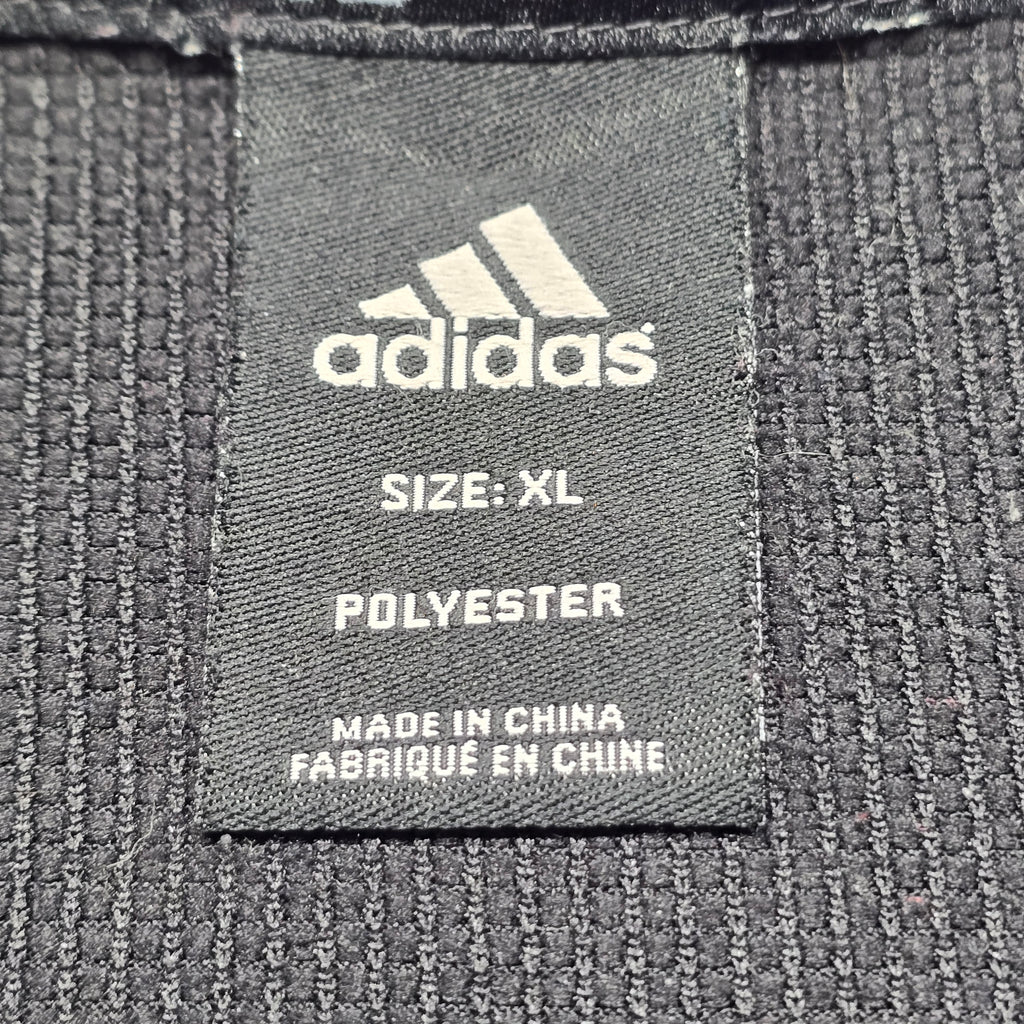 adidas
SIZE: XL
POLYESTER
MADE IN CHINA
FABRIQUÉ EN CHINE